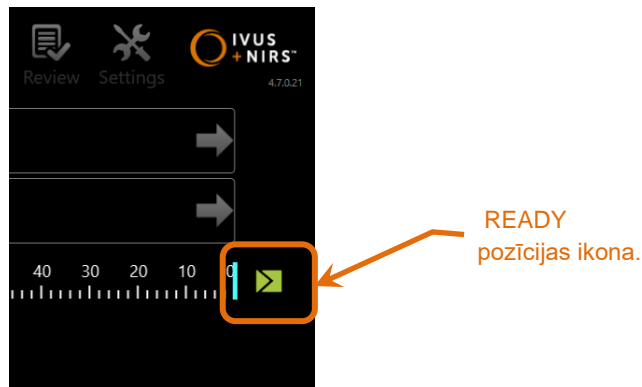 IVUS
+NIRS™
Review Settings
4.7.0.21
40 30 20 10 0
READY
pozīcijas ikona.